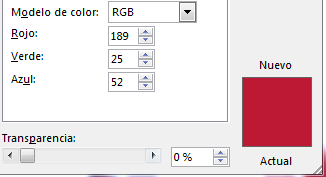 Modelo de color: RGB
Rojo: 189
Verde: 25
Azul: 52
Nuevo
Transparencia:
0 %
Actual